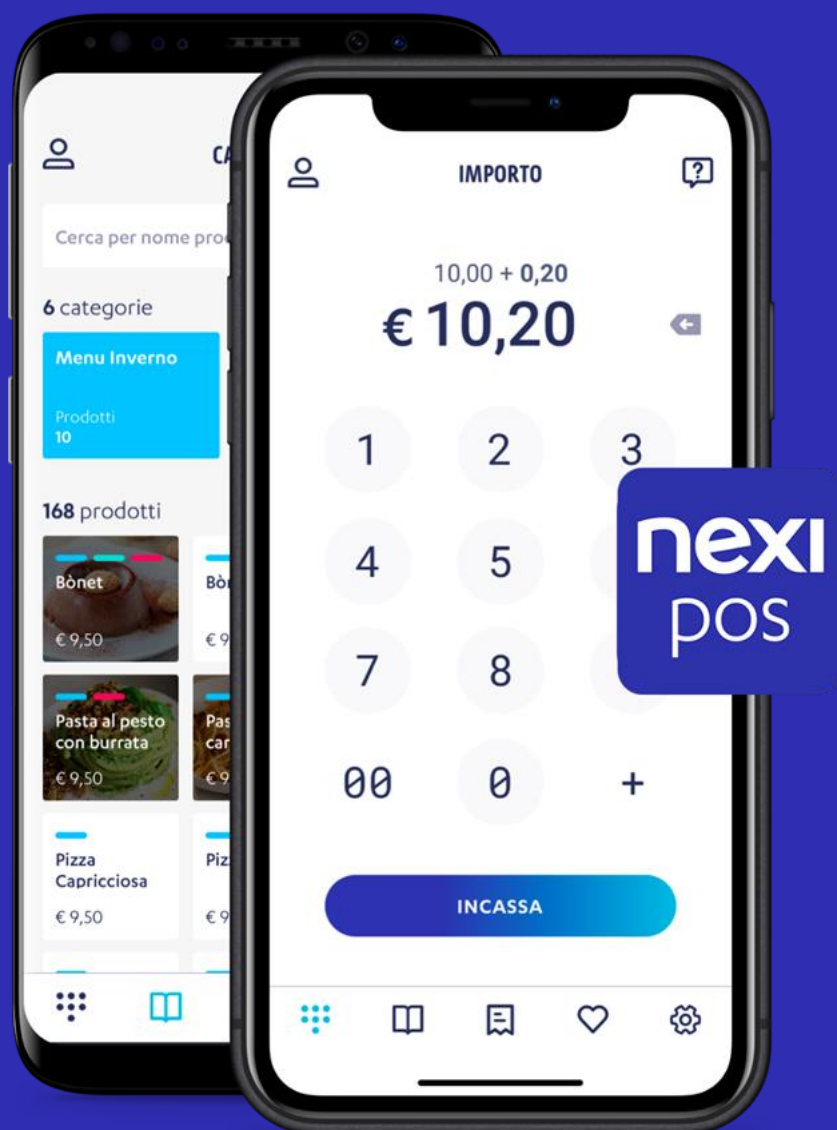 Cerca per nome
6 categorie
Menu Inverno
Prodotti
10
168 prodotti
Bònet
€ 9,50
Pasta al pesto
con burrata
€ 9,50
Pizza
Capricciosa
€ 9,50
IMPORTO
?
10,00 + 0,20
€ 10,20
1 2 3
4 5
7 8
00 0 +
INCASSA
nexi
pos